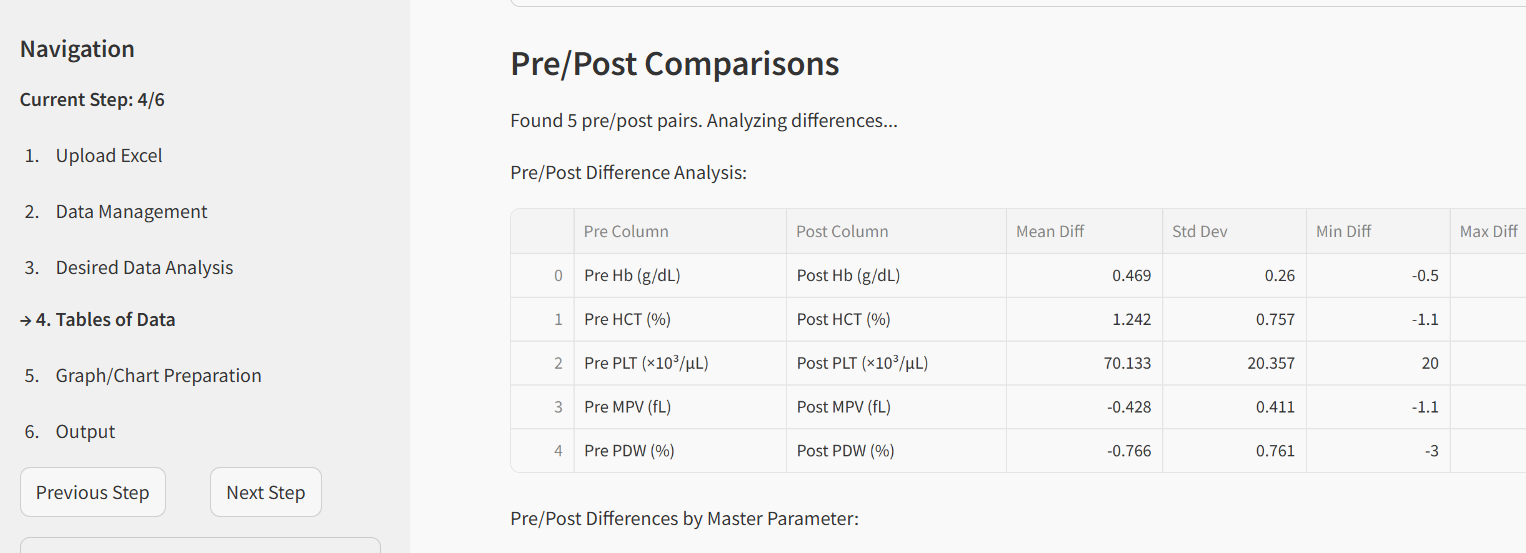 Navigation
Current Step: 4/6
1. Upload Excel
2. Data Management
3. Desired Data Analysis
→ 4. Tables of Data
5. Graph/Chart Preparation
6. Output
Previous Step Next Step
Pre/Post Comparisons
Found 5 pre/post pairs. Analyzing differences...
Pre/Post Difference Analysis:
Pre Column Post Column Mean Diff Std Dev Min Diff Max Diff
0 Pre Hb (g/dL) Post Hb (g/dL) 0.469 0.26 -0.5
1 Pre HCT (%) Post HCT (%) 1.242 0.757 -1.1
2 Pre PLT (×10³/µL) Post PLT (×10³/µL) 70.133 20.357 20
3 Pre MPV (fL) Post MPV (fL) -0.428 0.411 -1.1
4 Pre PDW (%) Post PDW (%) -0.766 0.761 -3
Pre/Post Differences by Master Parameter: